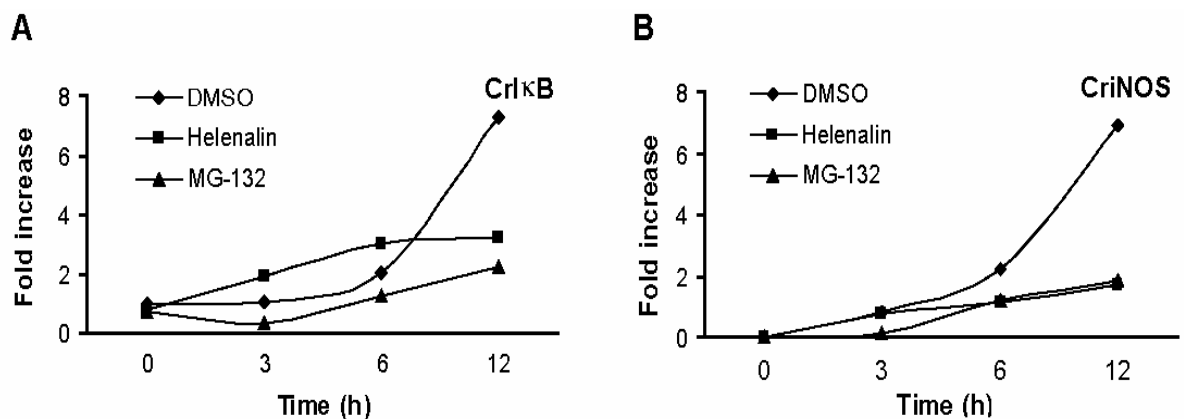 A
CrIκB
DMSO
Helenalin
MG-132
Fold increase
8
6
4
2
0
0 3 6 12
Time (h)
B
CriNOS
DMSO
Helenalin
MG-132
Fold increase
8
6
4
2
0
0 3 6 12
Time (h)